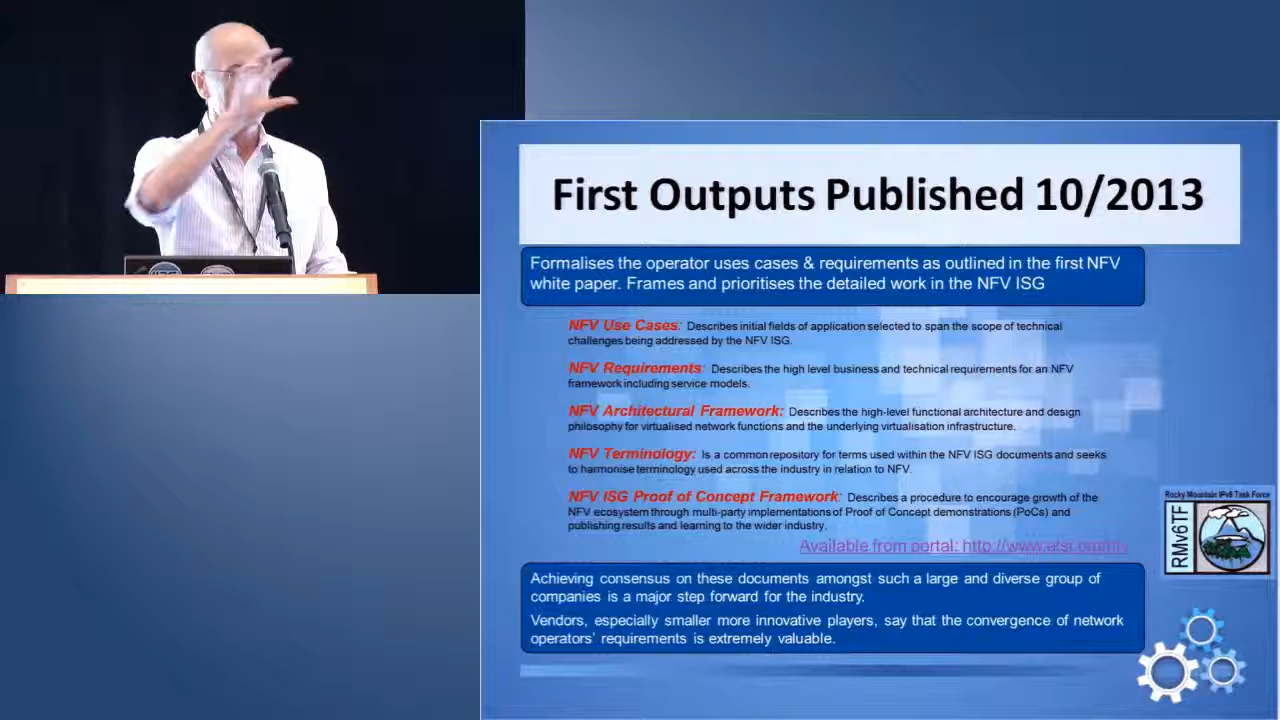 First Outputs Published 10/2013
Formalises the operator uses cases & requirements as outlined in the first NFV
white paper. Frames and prioritises the detailed work in the NFV ISG
NFV Use Cases: Describes initial fields of application selected to span the scope of technical
challenges being addressed by the NFV ISG.
NFV Requirements: Describes the high level business and technical requirements for an NFV
framework including service models.
NFV Architectural Framework: Describes the high-level functional architecture and design
philosophy for virtualised network functions and the underlying virtualisation infrastructure.
NFV Terminology: Is a common repository for terms used within the NFV ISG documents and seeks
to harmonise terminology used across the industry in relation to NFV.
NFV ISG Proof of Concept Framework: Describes a procedure to encourage growth of the
NFV ecosystem through multi-party implementations of Proof of Concept demonstrations (PoCs) and
publishing results and learning to the wider industry.
Available from portal: http://www.etsi.org/nfv
Rocky Mountain IPv6 Task Force
RMv6TF
Achieving consensus on these documents amongst such a large and diverse group of
companies is a major step forward for the industry.
Vendors, especially smaller more innovative players, say that the convergence of network
operators' requirements is extremely valuable.